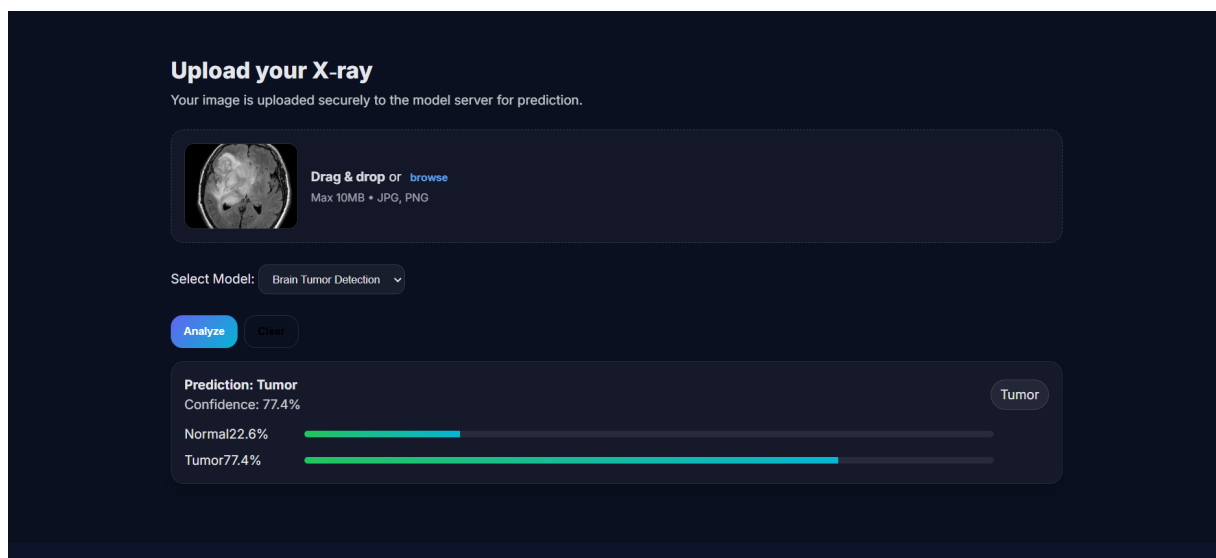 Upload your X-ray
Your image is uploaded securely to the model server for prediction.
Drag & drop or browse
Max 10MB • JPG, PNG
Select Model: Brain Tumor Detection
Analyze Clear
Prediction: Tumor
Confidence: 77.4%
Tumor
Normal22.6%
Tumor77.4%